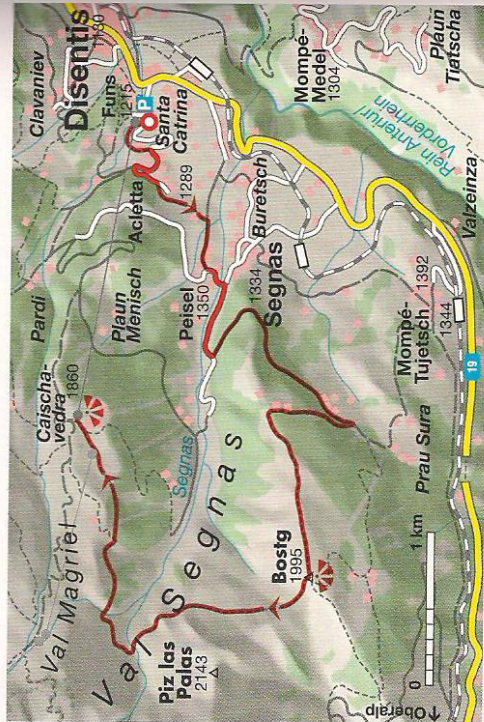 Clavaniev
Disentis
1130
Funs
1215
P
Santa
Catrina
Acletta
1289
Mompé-
Medel
1304
Plaun
Tiatscha
Rein Anteriur/
Vorderrhein
Pardi
Plaun
Menisch
Peisel
1350
Buretsch
1334
Segnas
Valzeinza
Caischa-
vedra
1860
Val Magriel
Segnas
Val Segnas
Mompé-
Tujetsch
1392
1344
19
Prau Sura
Bostg
1995
Piz las
Palas
2143
0 1 km
↑Oberalp